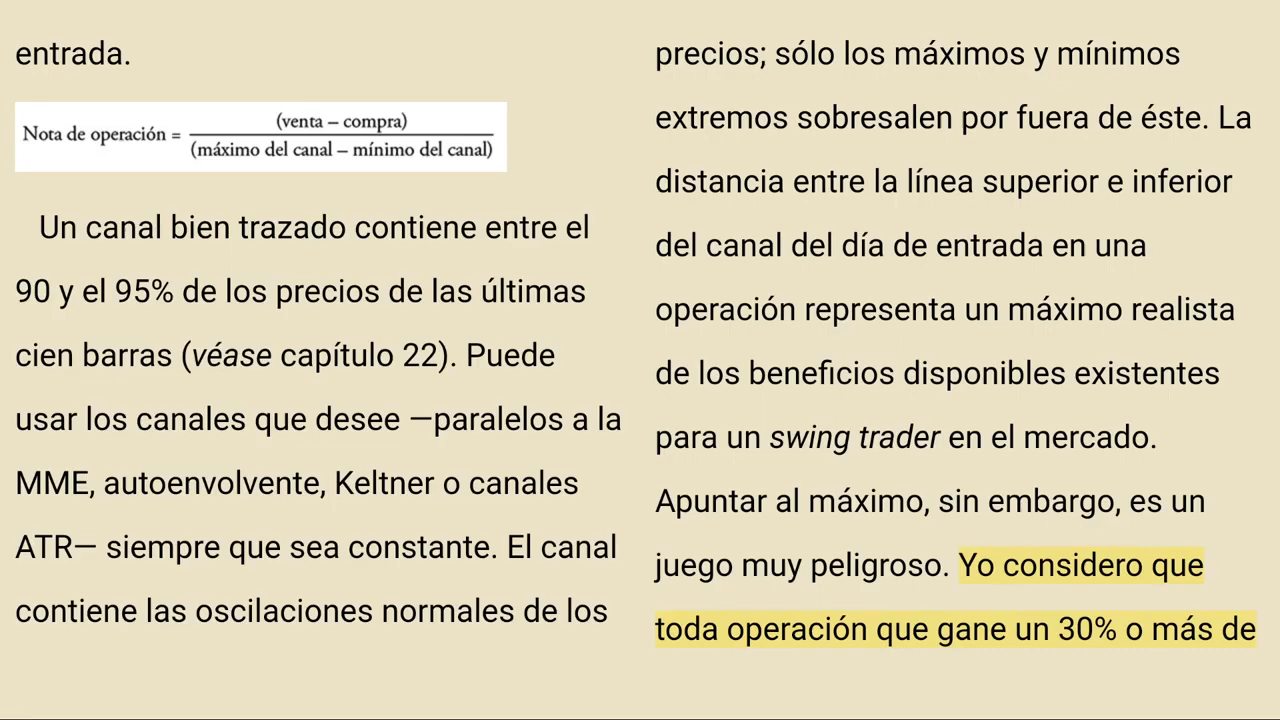 entrada.
Nota de operación = (venta – compra)
(máximo del canal – mínimo del canal)
Un canal bien trazado contiene entre el
90 y el 95% de los precios de las últimas
cien barras (véase capítulo 22). Puede
usar los canales que desee —paralelos a la
MME, autoenvolvente, Keltner o canales
ATR— siempre que sea constante. El canal
contiene las oscilaciones normales de los
precios; sólo los máximos y mínimos
extremos sobresalen por fuera de éste. La
distancia entre la línea superior e inferior
del canal del día de entrada en una
operación representa un máximo realista
de los beneficios disponibles existentes
para un swing trader en el mercado.
Apuntar al máximo, sin embargo, es un
juego muy peligroso. Yo considero que
toda operación que gane un 30% o más de